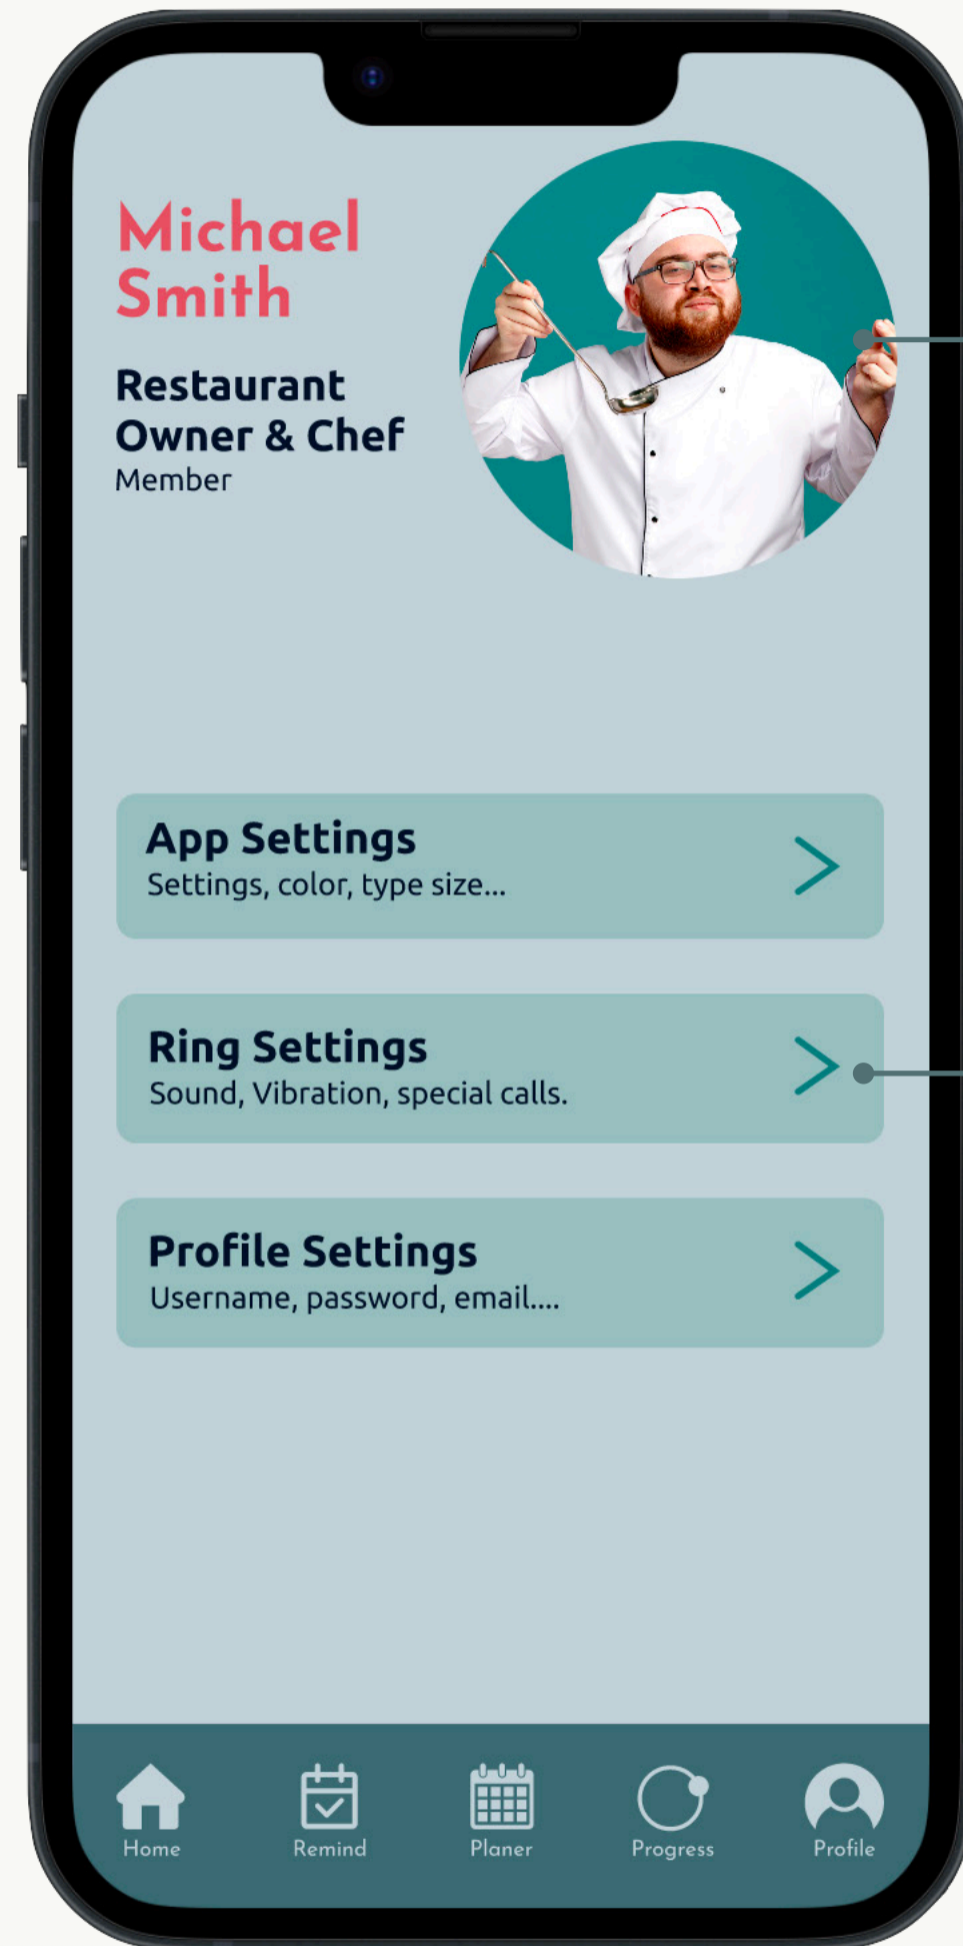 Michael
Smith
Restaurant
Owner & Chef
Member
App Settings
Settings, color, type size...
Ring Settings
Sound, Vibration, special calls.
Profile Settings
Username, password, email....
Home
Remind
Planer
Progress
Profile